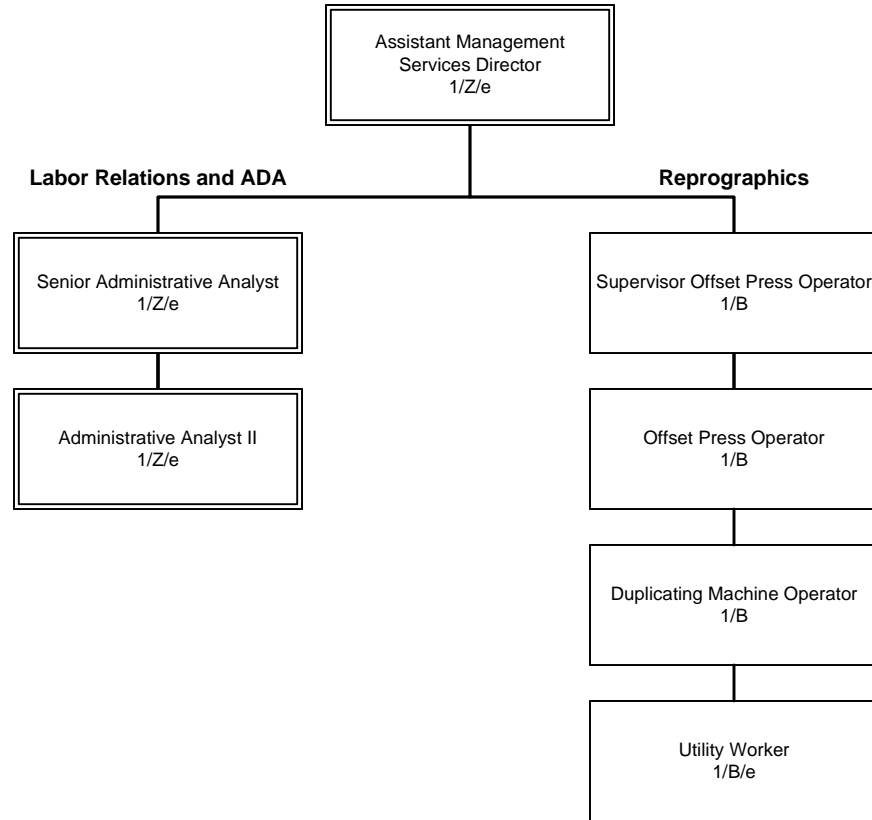 Assistant Management
Services Director
1/Z/e
Labor Relations and ADA
Reprographics
Senior Administrative Analyst
1/Z/e
Supervisor Offset Press Operator
1/B
Administrative Analyst II
1/Z/e
Offset Press Operator
1/B
Duplicating Machine Operator
1/B
Utility Worker
1/B/e